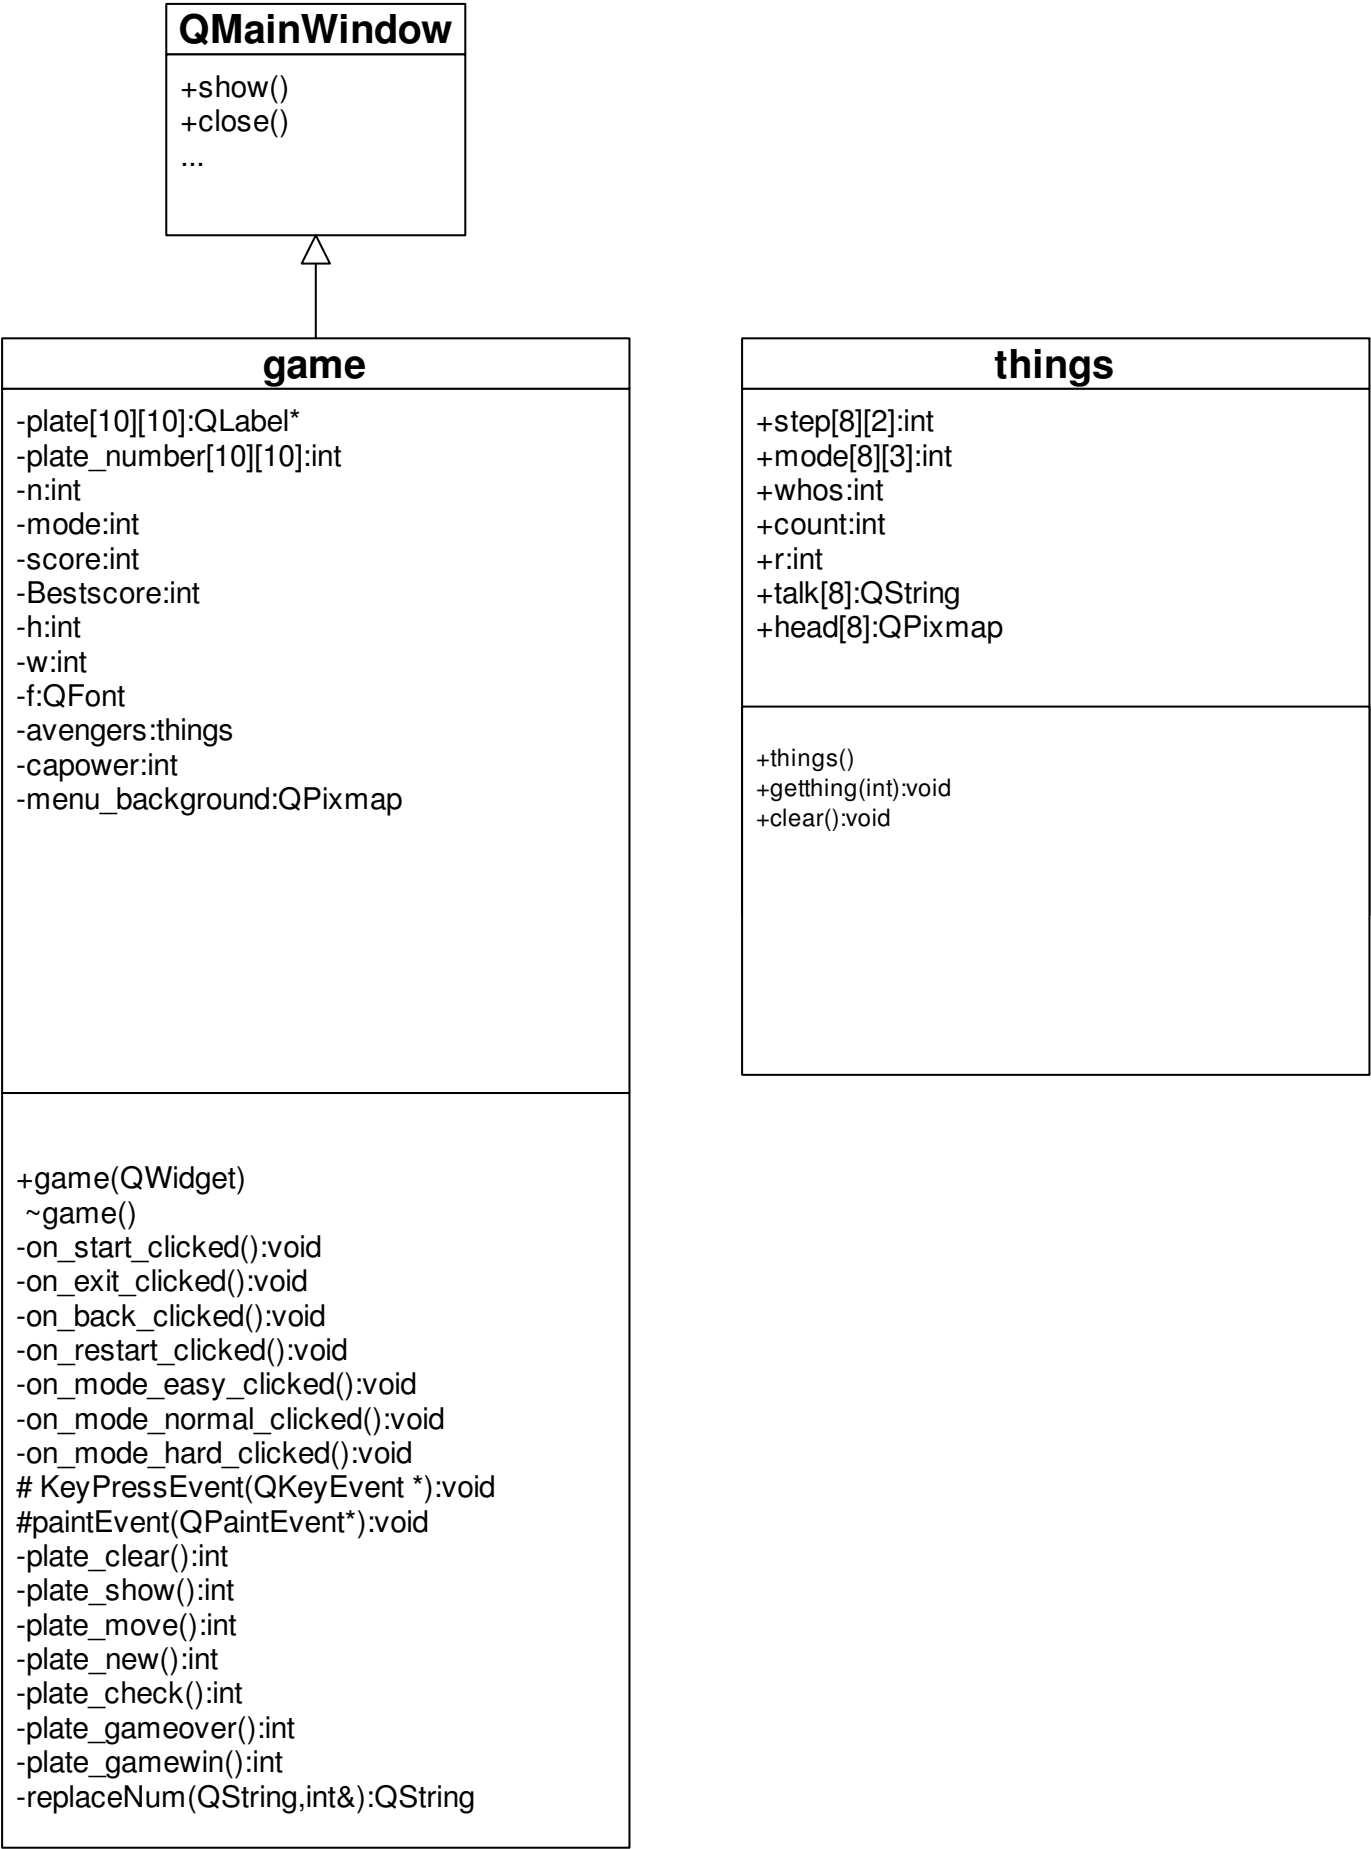 QMainWindow
+show()
+close()
...
game
-plate[10][10]:QLabel*
-plate_number[10][10]:int
-n:int
-mode:int
-score:int
-Bestscore:int
-h:int
-w:int
-f:QFont
-avengers:things
-capower:int
-menu_background:QPixmap
+game(QWidget)
~game()
-on_start_clicked():void
-on_exit_clicked():void
-on_back_clicked():void
-on_restart_clicked():void
-on_mode_easy_clicked():void
-on_mode_normal_clicked():void
-on_mode_hard_clicked():void
# KeyPressEvent(QKeyEvent *):void
#paintEvent(QPaintEvent*):void
-plate_clear():int
-plate_show():int
-plate_move():int
-plate_new():int
-plate_check():int
-plate_gameover():int
-plate_gamewin():int
-replaceNum(QString,int&):QString
things
+step[8][2]:int
+mode[8][3]:int
+whos:int
+count:int
+r:int
+talk[8]:QString
+head[8]:QPixmap
+things()
+getthing(int):void
+clear():void